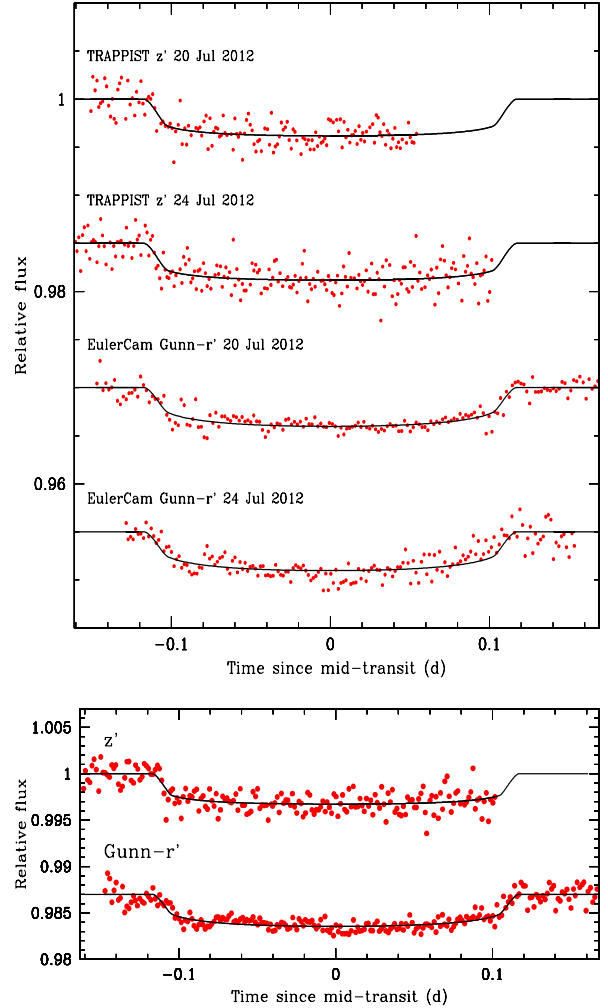 TRAPPIST z' 20 Jul 2012
1
TRAPPIST z' 24 Jul 2012
0.98
EulerCam Gunn-r' 20 Jul 2012
0.96
EulerCam Gunn-r' 24 Jul 2012
Relative flux
-0.1 0 0.1
Time since mid-transit (d)
1.005
z'
1
0.995
0.99
Gunn-r'
0.985
0.98
Relative flux
-0.1 0 0.1
Time since mid-transit (d)